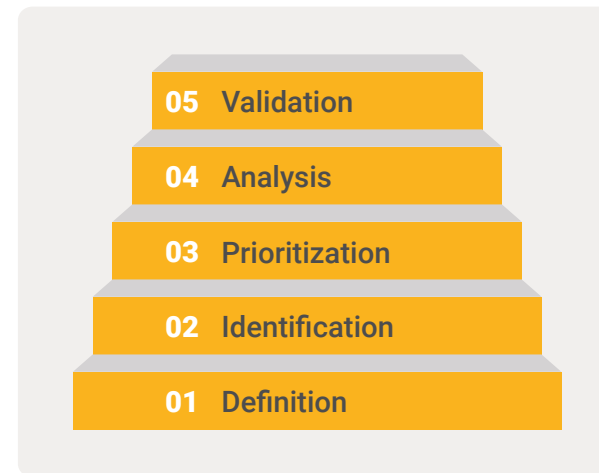 05 Validation
04 Analysis
03 Prioritization
02 Identification
01 Definition